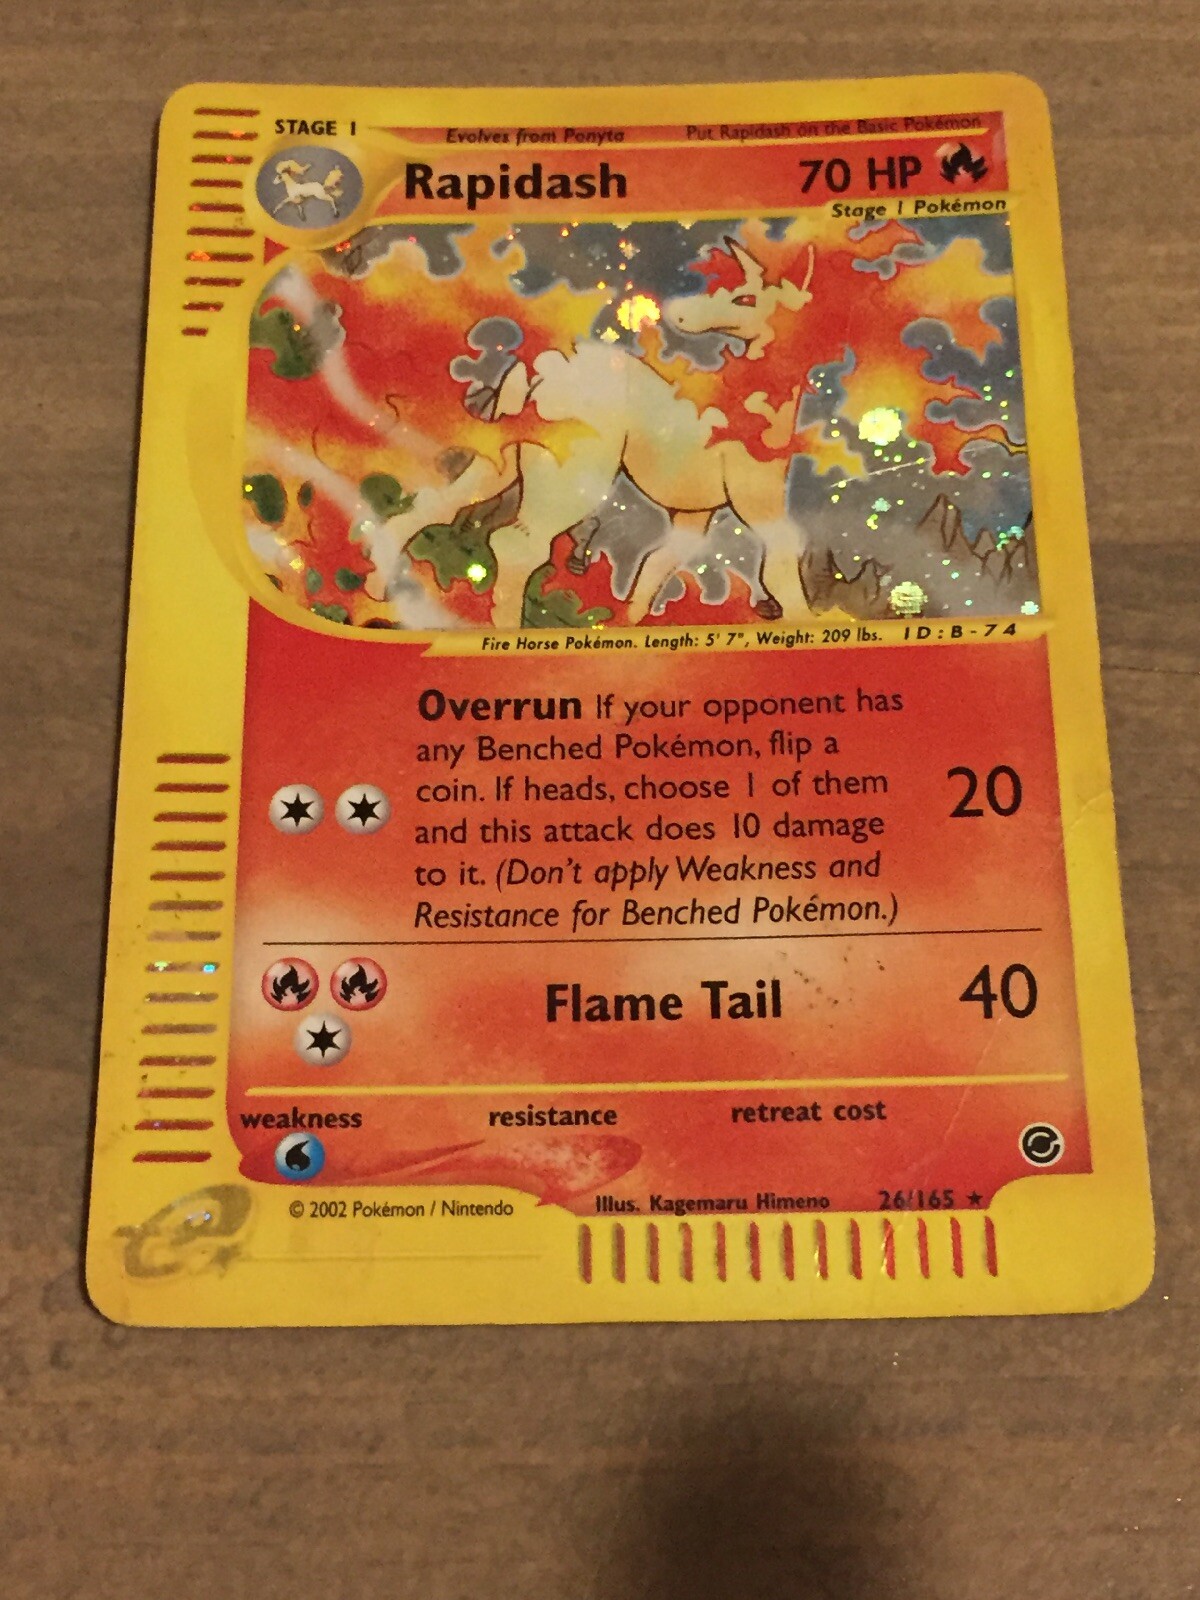 STAGE 1
Evolves from Ponyta
Put Rapidash on the Basic Pokémon
Rapidash
70 HP
Stage 1 Pokémon
Fire Horse Pokémon. Length: 5' 7", Weight: 209 lbs. ID:B-74
Overrun If your opponent has
any Benched Pokémon, flip a
coin. If heads, choose 1 of them
and this attack does 10 damage
to it. (Don't apply Weakness and
Resistance for Benched Pokémon.)
20
Flame Tail
40
weakness
resistance
retreat cost
© 2002 Pokémon / Nintendo
Illus. Kagemaru Himeno
26/165 ★
e